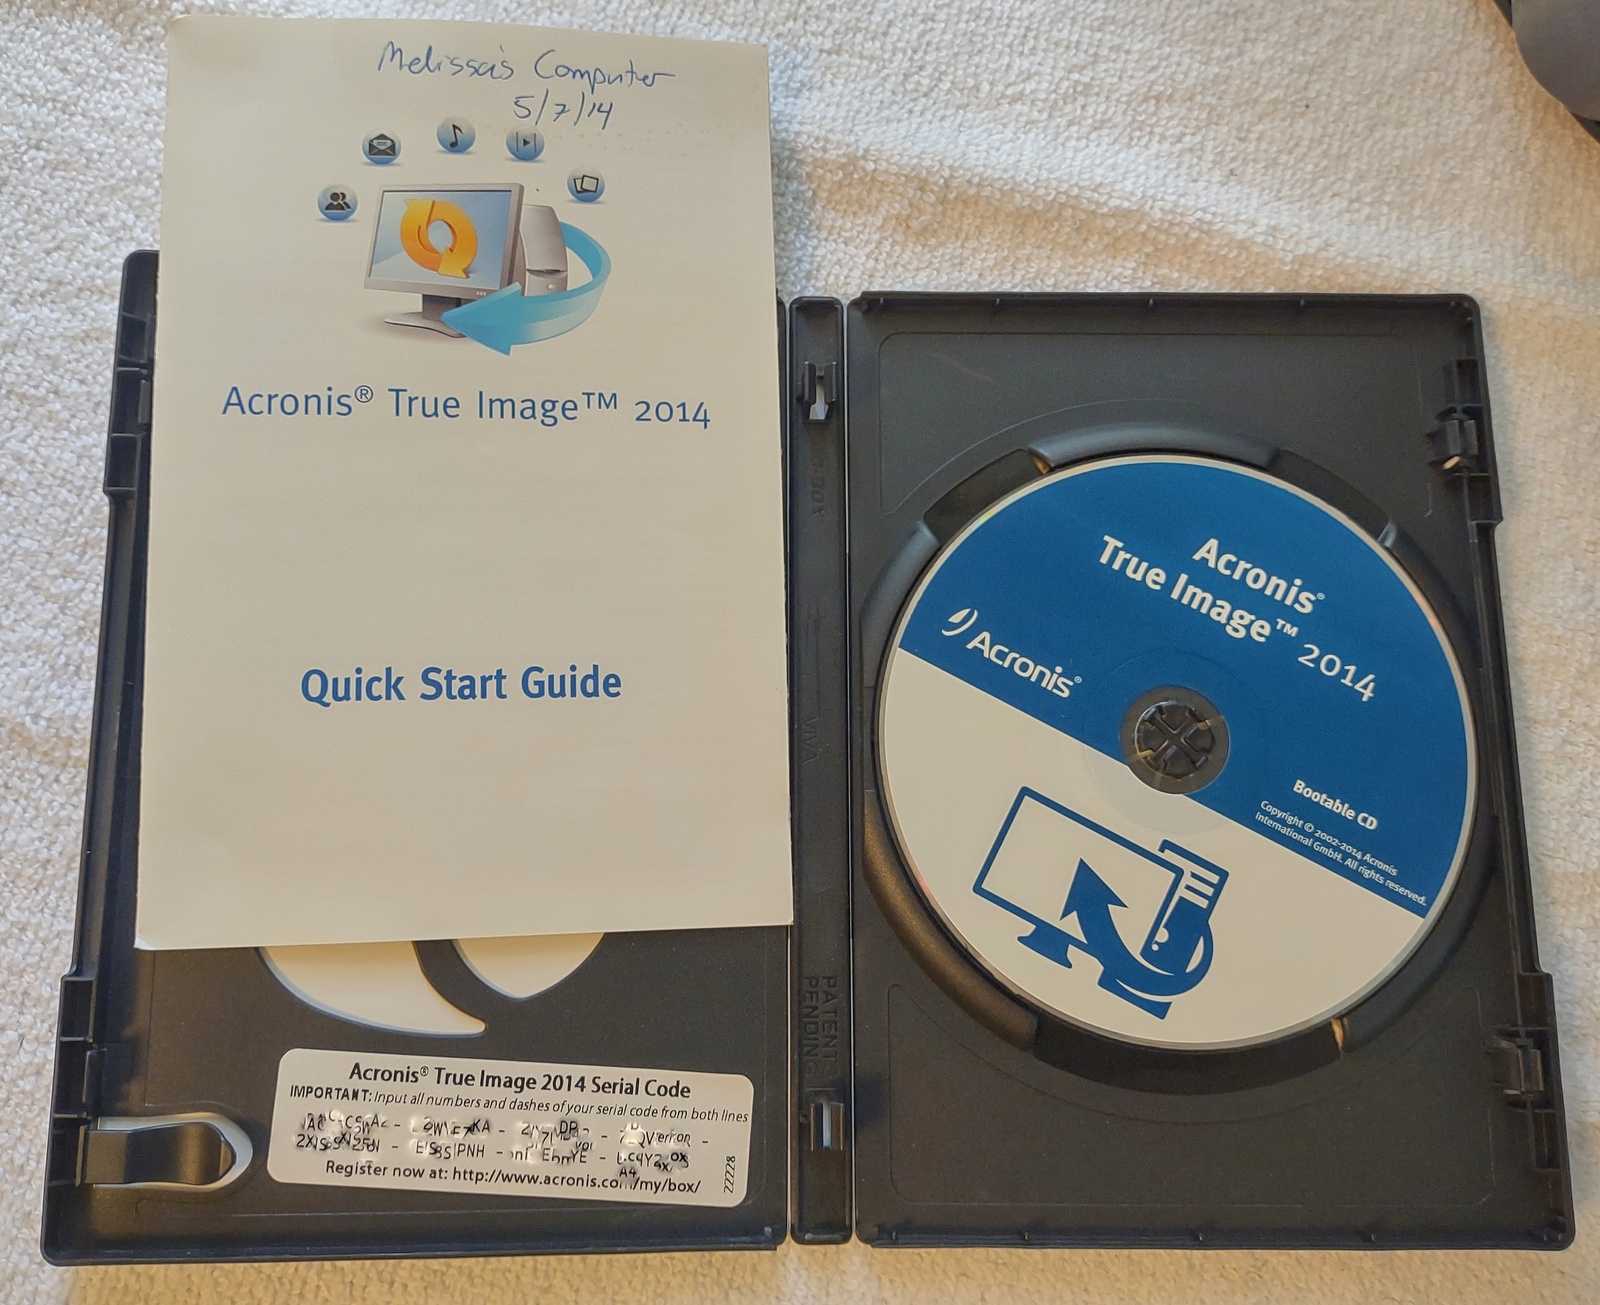 Melissa's Computer
5/7/14
Acronis® True Image™ 2014
Quick Start Guide
Acronis®
True Image™ 2014
Acronis®
Bootable CD
Copyright © 2002-2014 Acronis
International GmbH. All rights reserved.
PATENT
PENDING
VIVA
Acronis® True Image 2014 Serial Code
IMPORTANT: Input all numbers and dashes of your serial code from both lines
Register now at: http://www.acronis.com/my/box/
22228